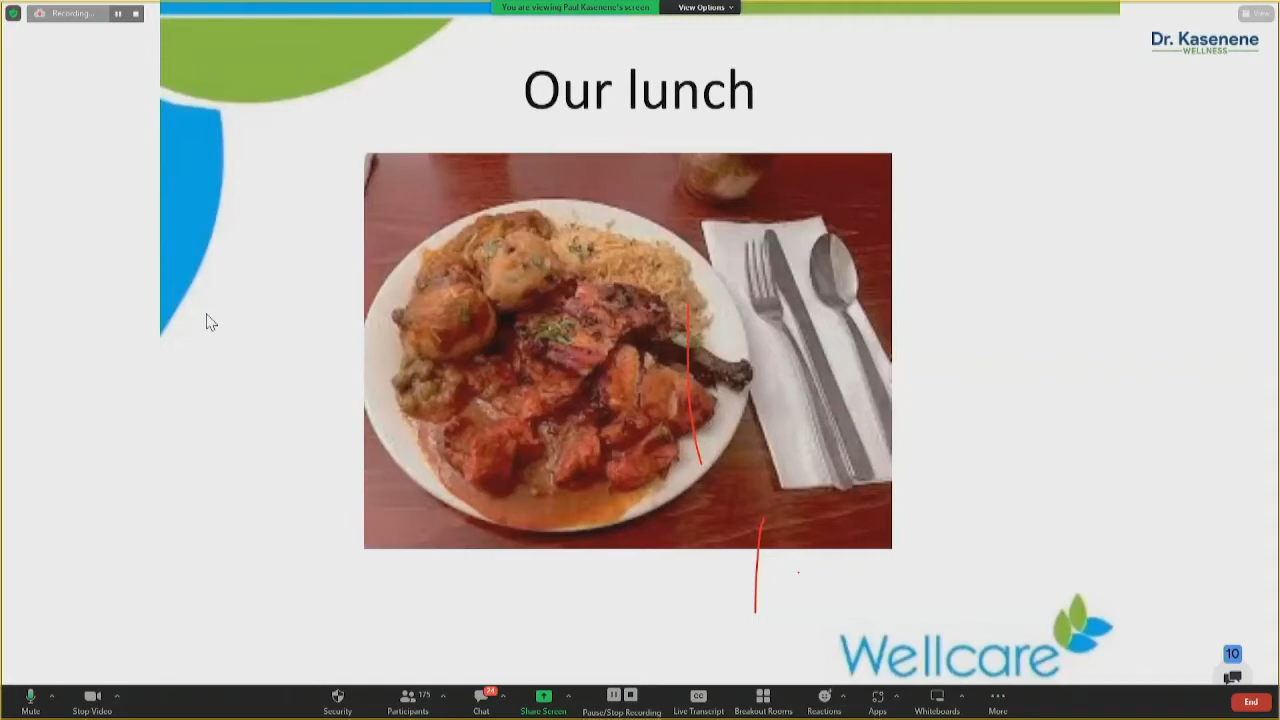 Recording...
You are viewing Paul Kasenene's screen
View Options
View
Dr. Kasenene
WELLNESS
Our lunch
Wellcare
10
Mute
Stop Video
Security
175
Participants
24
Chat
Share Screen
Pause/Stop Recording
CC
Live Transcript
Breakout Rooms
Reactions
Apps
Whiteboards
More
End